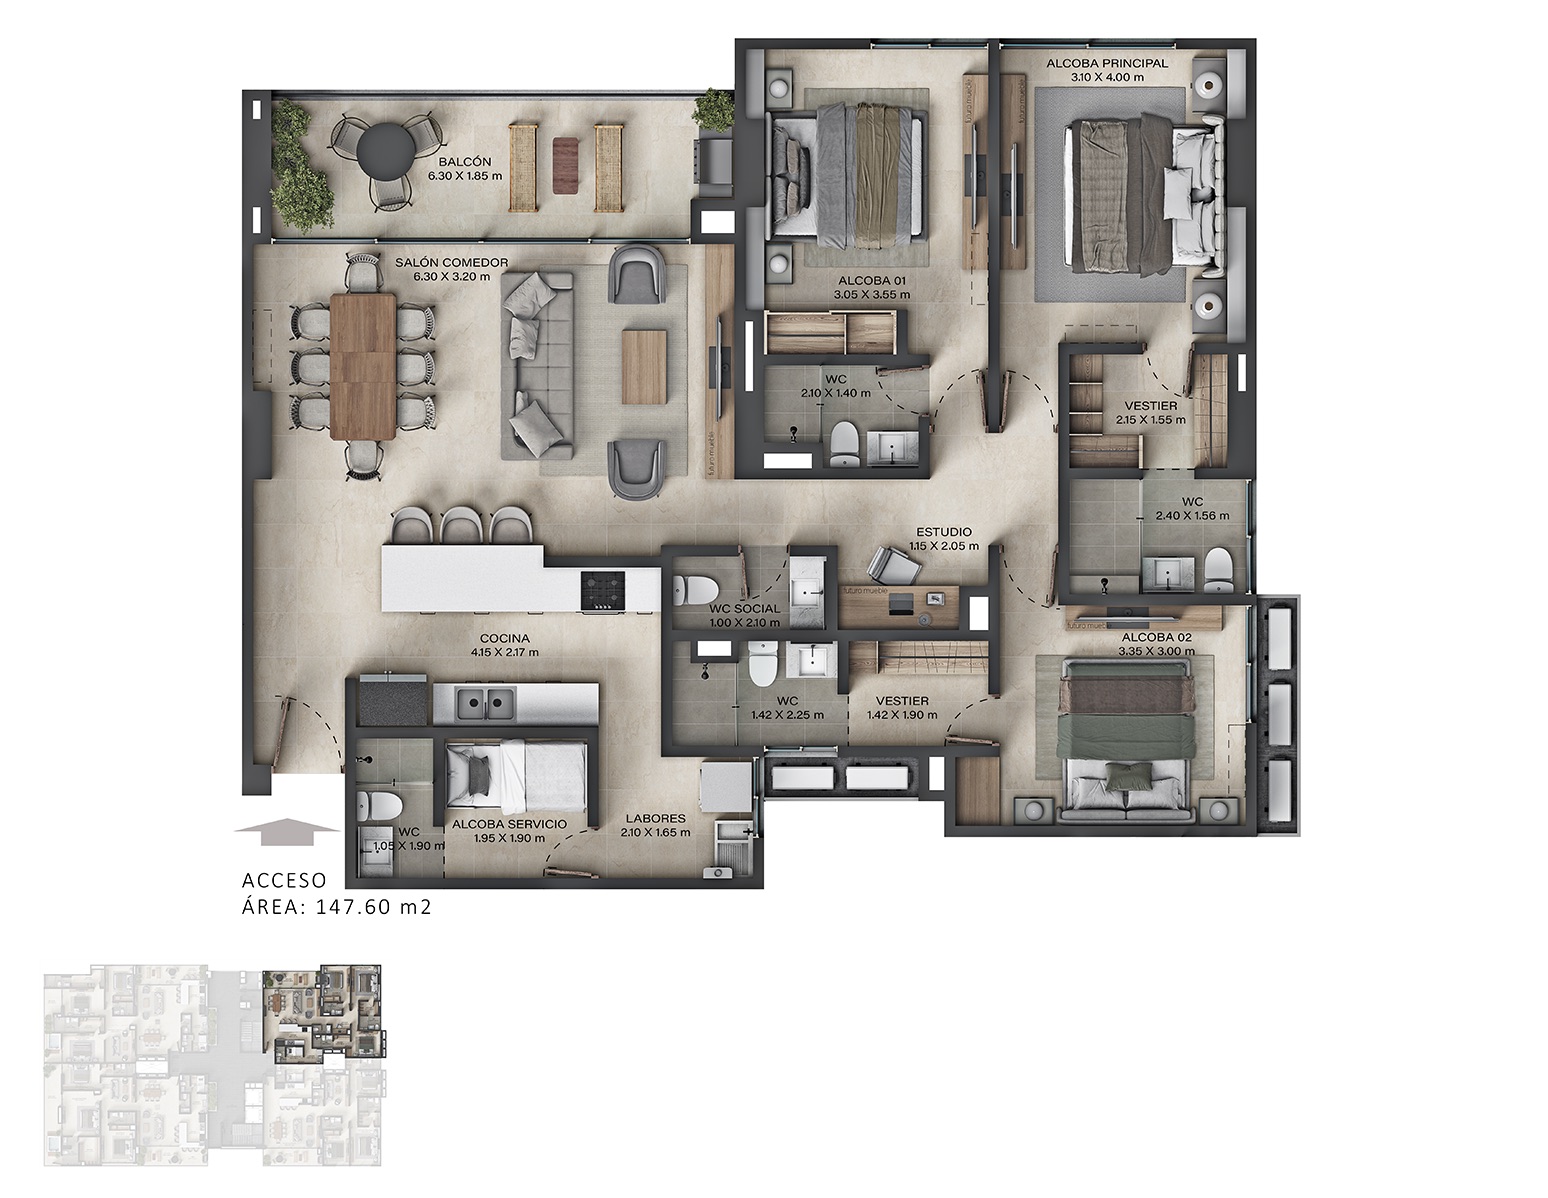 ALCOBA PRINCIPAL
3.10 X 4.00 m
futuro mueble
futuro mueble
BALCÓN
6.30 X 1.85 m
SALÓN COMEDOR
6.30 X 3.20 m
ALCOBA 01
3.05 X 3.55 m
WC
2.10 X 1.40 m
VESTIER
2.15 X 1.55 m
futuro mueble
WC
2.40 X 1.56 m
ESTUDIO
1.15 X 2.05 m
futuro mueble
WC SOCIAL
1.00 X 2.10 m
futuro mueble
ALCOBA 02
3.35 X 3.00 m
COCINA
4.15 X 2.17 m
WC
1.42 X 2.25 m
VESTIER
1.42 X 1.90 m
ALCOBA SERVICIO
1.95 X 1.90 m
LABORES
2.10 X 1.65 m
WC
1.05 X 1.90 m
ACCESO
ÁREA: 147.60 m2